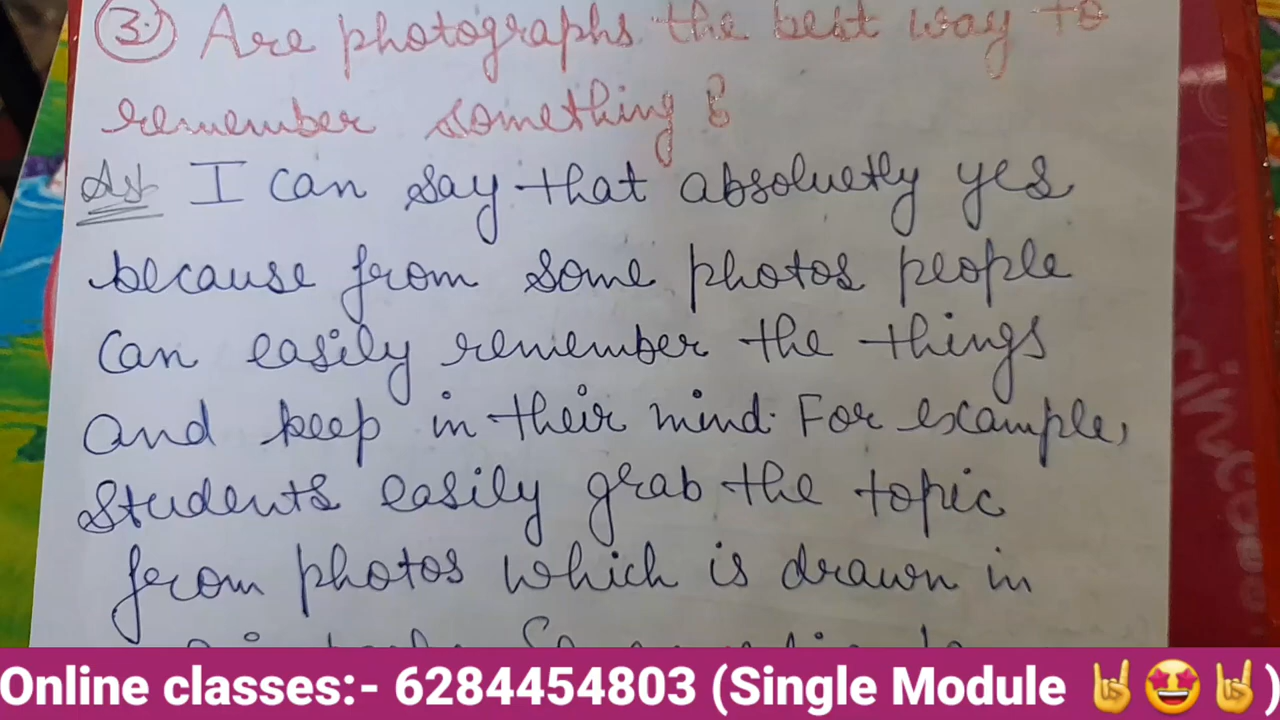 3. Are photographs the best way to
remember something ?
Ans I can say that absoluetly yes
because from some photos people
can easily remember the things
and keep in their mind. For example,
students easily grab the topic
from photos which is drawn in
Online classes:- 6284454803 (Single Module 🤘🤩🤘)